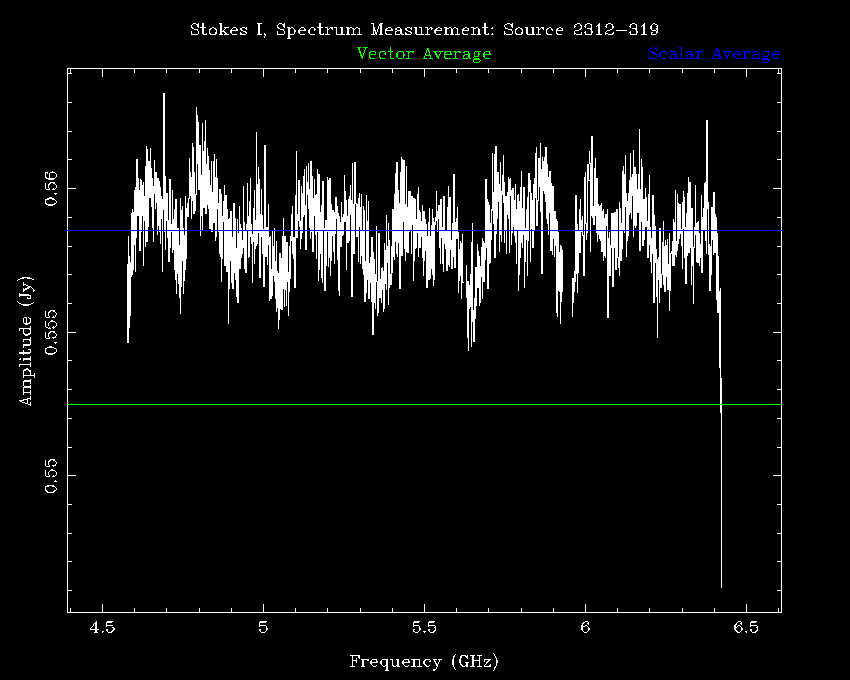 Stokes I, Spectrum Measurement: Source 2312-319
Vector Average
Scalar Average
0.56
0.555
0.55
Amplitude (Jy)
4.5
5
5.5
6
6.5
Frequency (GHz)